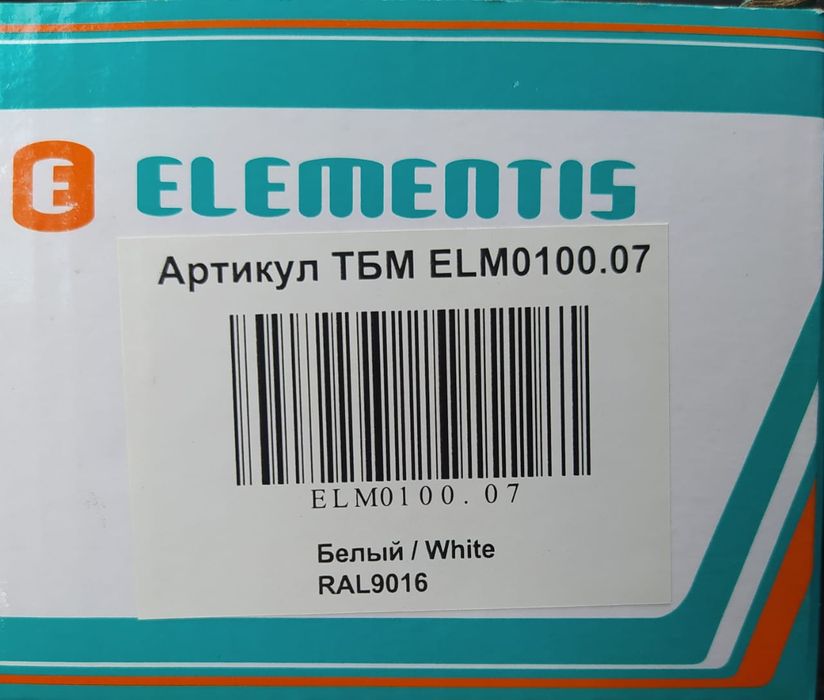 E ELEMENTIS
Артикул ТБМ ELM0100.07
ELM0100.07
Белый / White
RAL9016